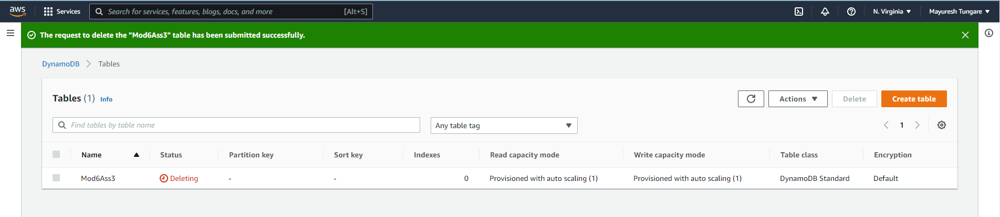 aws Services Search for services, features, blogs, docs, and more [Alt+S] N. Virginia Mayuresh Tungare
The request to delete the "Mod6Ass3" table has been submitted successfully.
DynamoDB Tables
Tables (1) Info Actions Delete Create table
Find tables by table name Any table tag 1
Name Status Partition key Sort key Indexes Read capacity mode Write capacity mode Table class Encryption
Mod6Ass3 Deleting - - 0 Provisioned with auto scaling (1) Provisioned with auto scaling (1) DynamoDB Standard Default